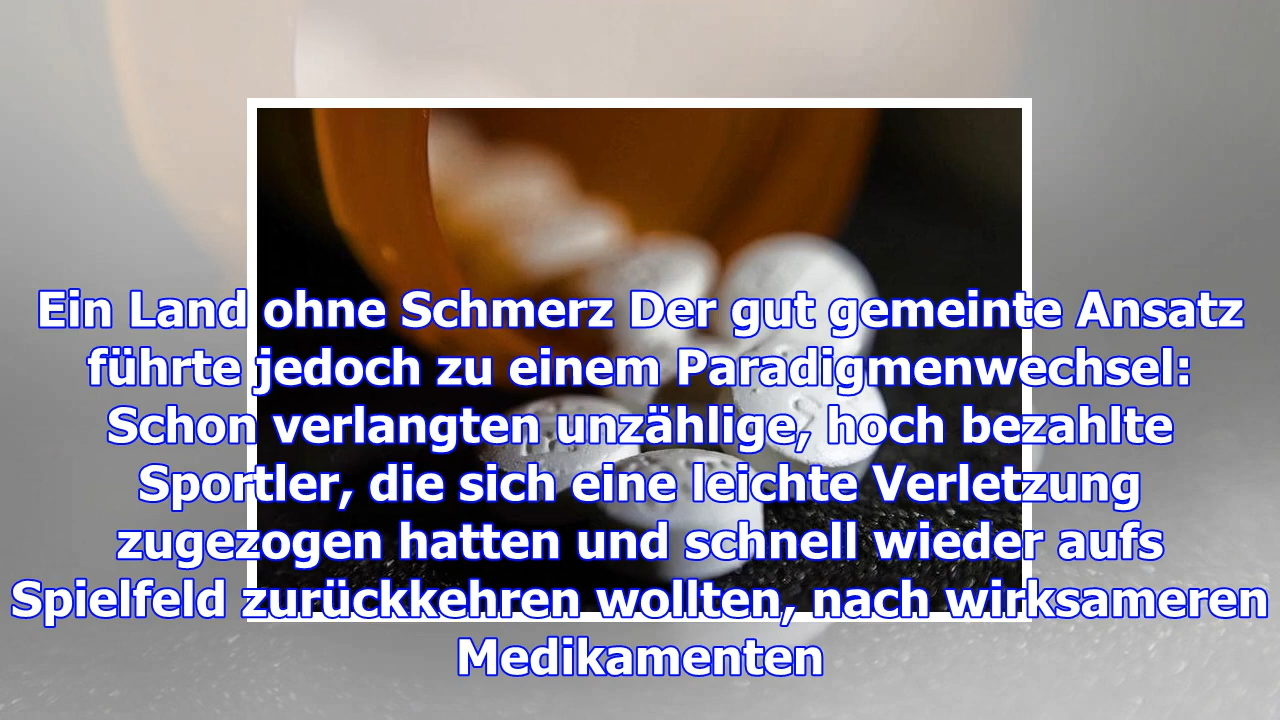 Ein Land ohne Schmerz Der gut gemeinte Ansatz
führte jedoch zu einem Paradigmenwechsel:
Schon verlangten unzählige, hoch bezahlte
Sportler, die sich eine leichte Verletzung
zugezogen hatten und schnell wieder aufs
Spielfeld zurückkehren wollten, nach wirksameren
Medikamenten